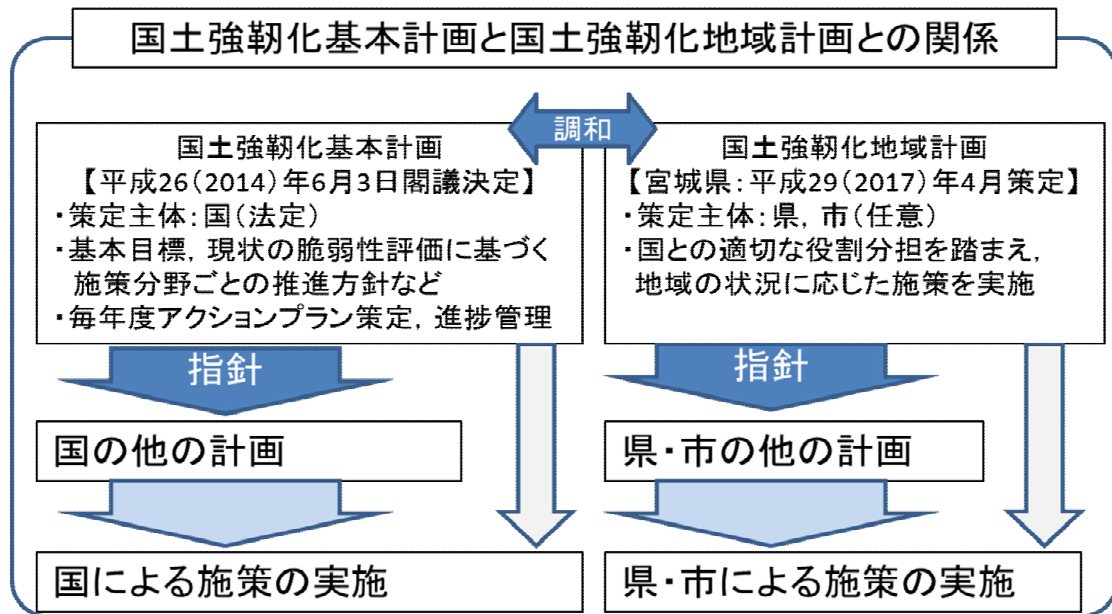 国土強靭化基本計画と国土強靭化地域計画との関係
調和
国土強靭化基本計画
【平成26(2014)年6月3日閣議決定】
・策定主体:国(法定)
・基本目標,現状の脆弱性評価に基づく
施策分野ごとの推進方針など
・毎年度アクションプラン策定,進捗管理
国土強靭化地域計画
【宮城県:平成29(2017)年4月策定】
・策定主体:県,市(任意)
・国との適切な役割分担を踏まえ,
地域の状況に応じた施策を実施
指針
指針
国の他の計画
県・市の他の計画
国による施策の実施
県・市による施策の実施